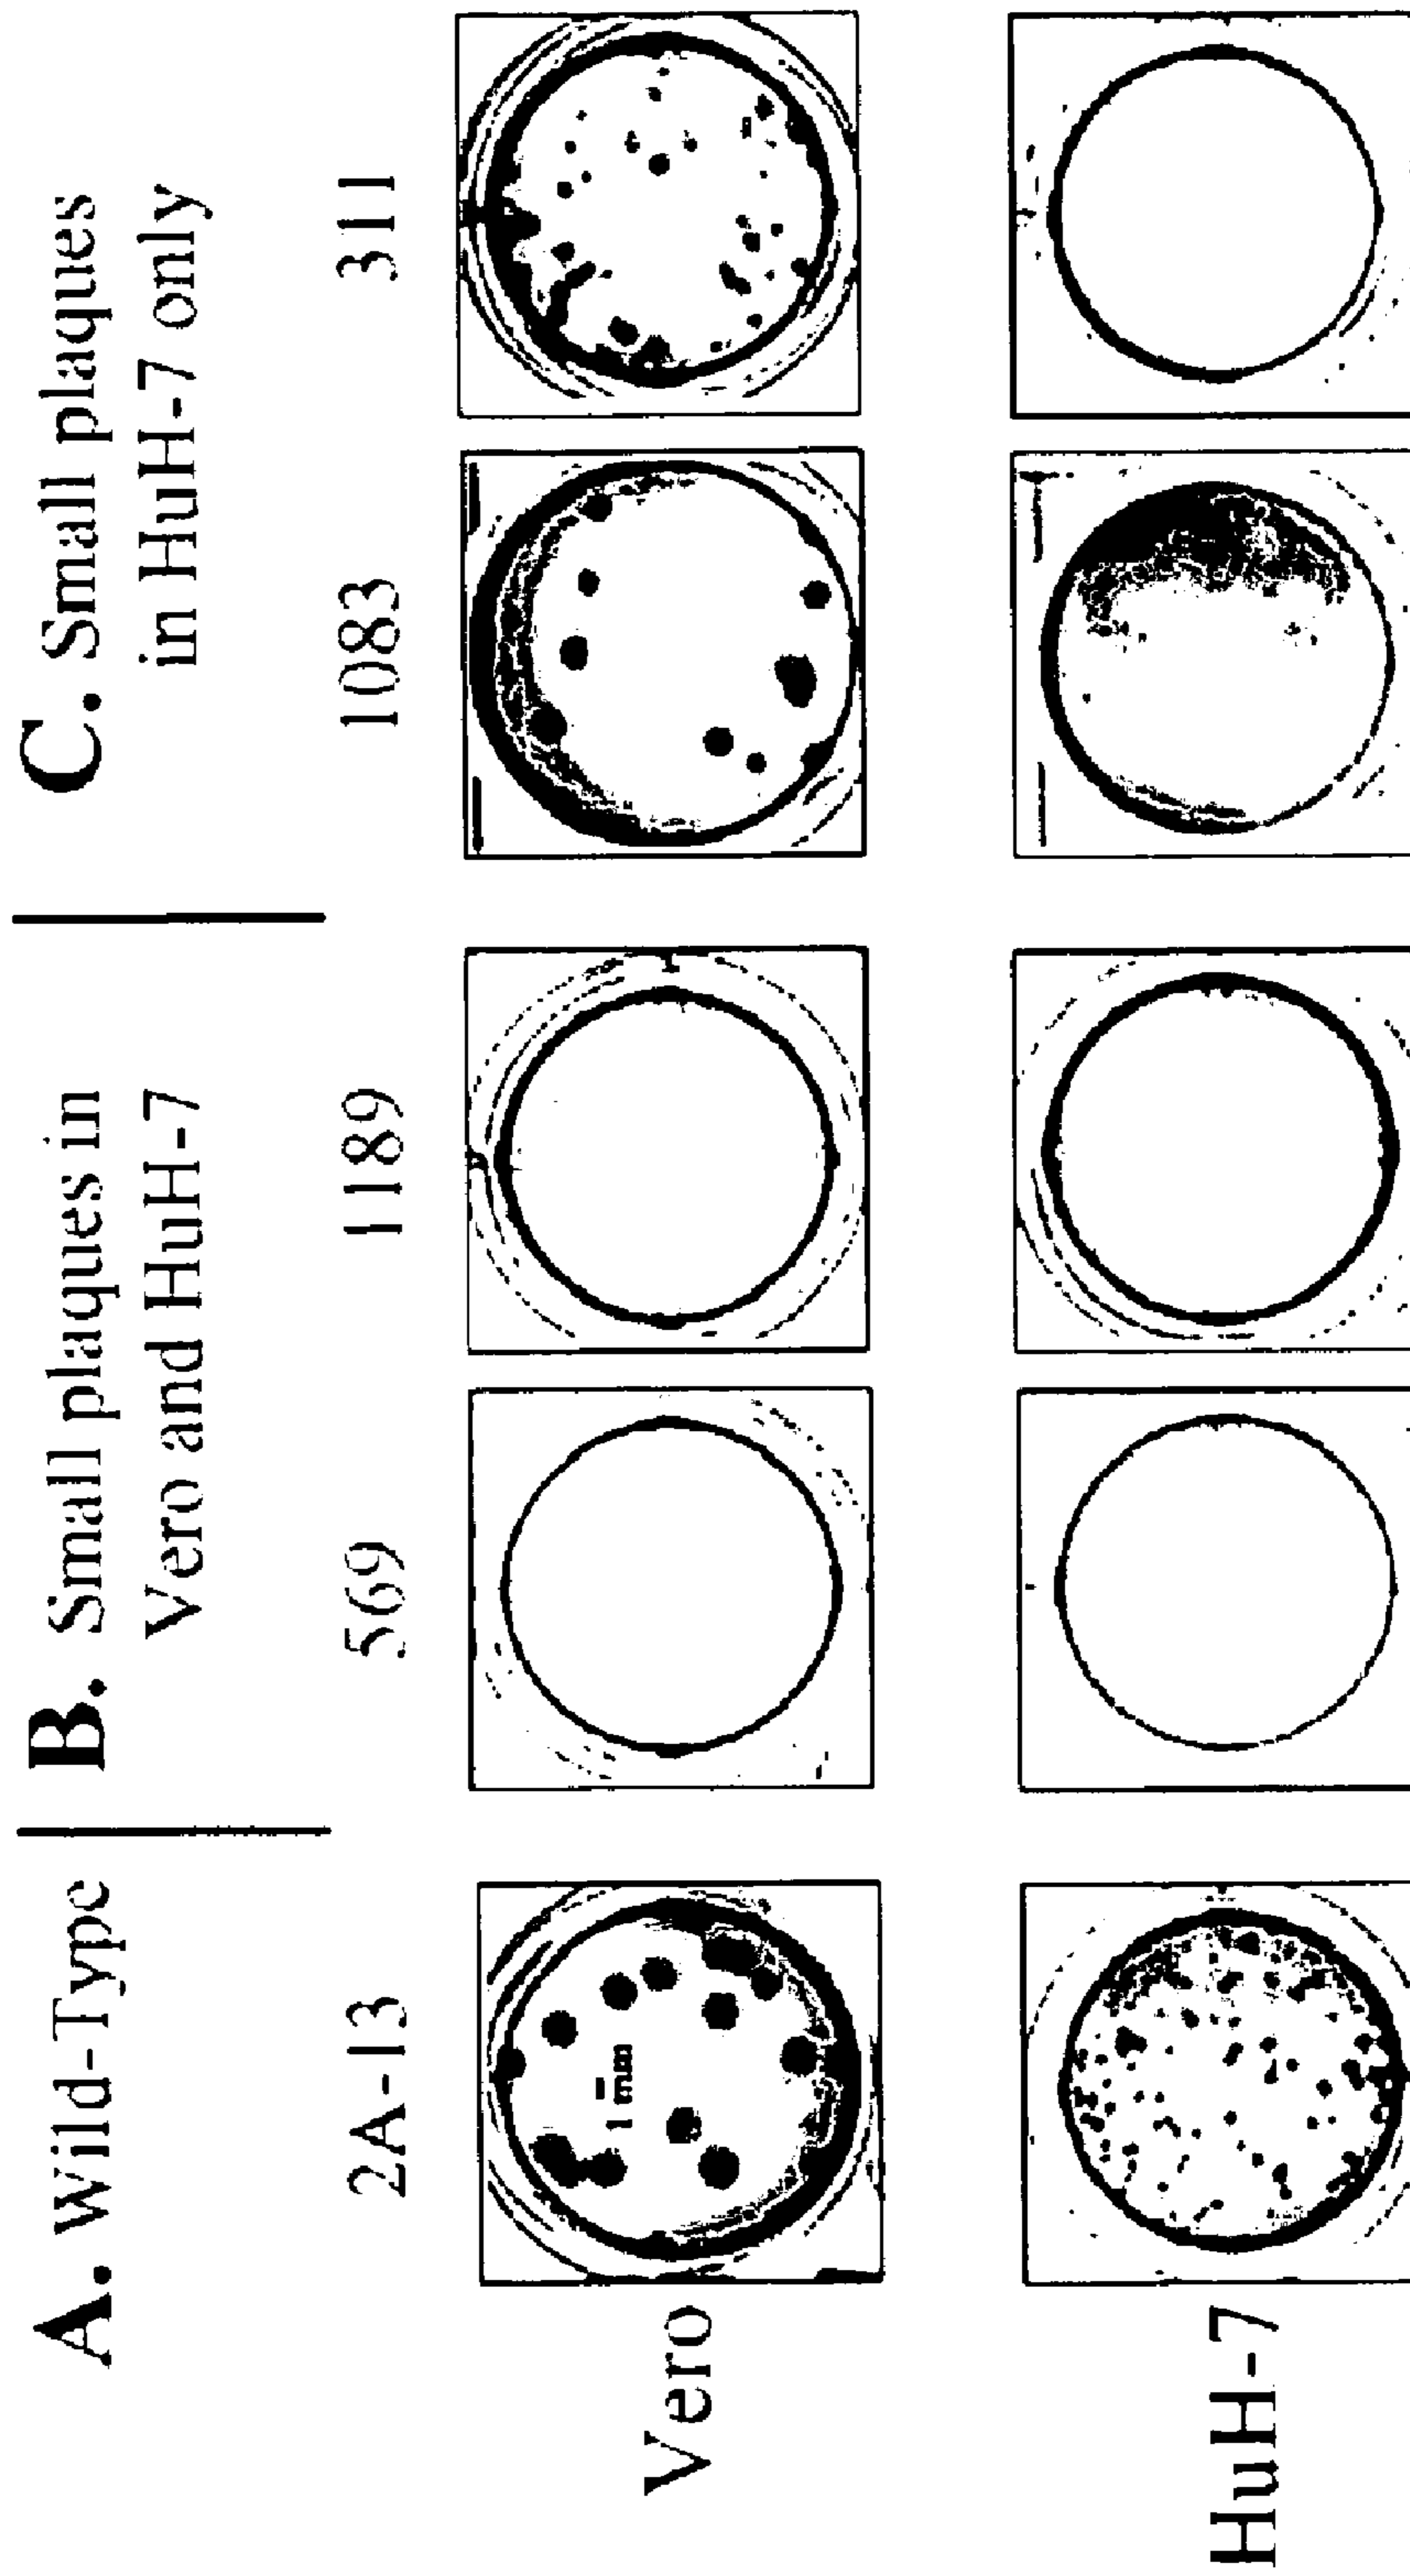 A. Wild-Type
B. Small plaques in
Vero and HuH-7
C. Small plaques
in HuH-7 only
2A-13
569
1189
1083
311
Vero
1 mm
HuH-7